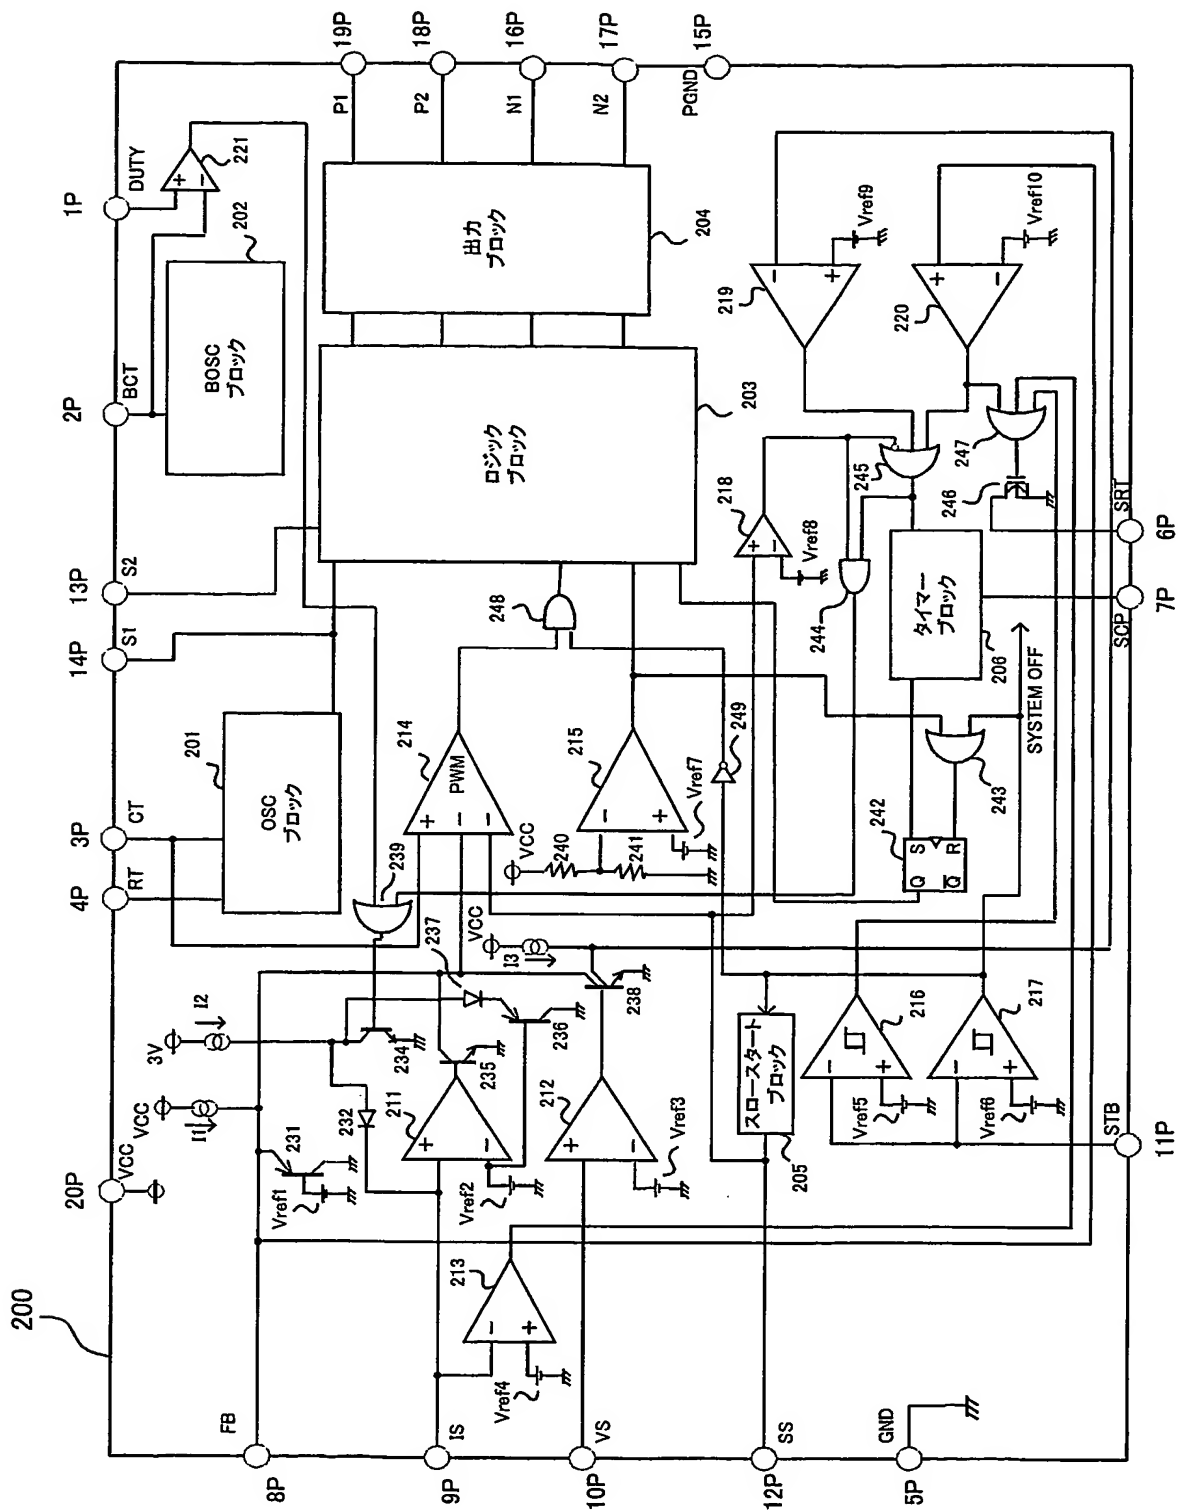 200
20P
VCC
4P
RT
3P
CT
14P
S1
13P
S2
2P
BCT
1P
DUTY
VCC
I1
3V
I2
201
OSC
ブロック
BOSC
ブロック
202
+
−
221
8P
FB
231
Vref1
232
234
237
239
214
+
−
−
PWM
248
ロジック
ブロック
203
出力
ブロック
204
P1
19P
P2
18P
N1
16P
N2
17P
PGND
15P
9P
IS
213
−
+
Vref4
211
+
−
Vref2
235
236
VCC
I3
238
VCC
240
241
215
−
+
Vref7
249
10P
VS
212
+
−
Vref3
12P
SS
スロースタート
ブロック
205
218
+
−
Vref8
244
245
219
−
+
Vref9
220
+
−
Vref10
247
246
SRT
6P
タイマー
ブロック
206
SCP
7P
SYSTEM OFF
243
242
S
R
Q
Q
216
−
+
Vref5
217
−
+
Vref6
STB
11P
GND
5P